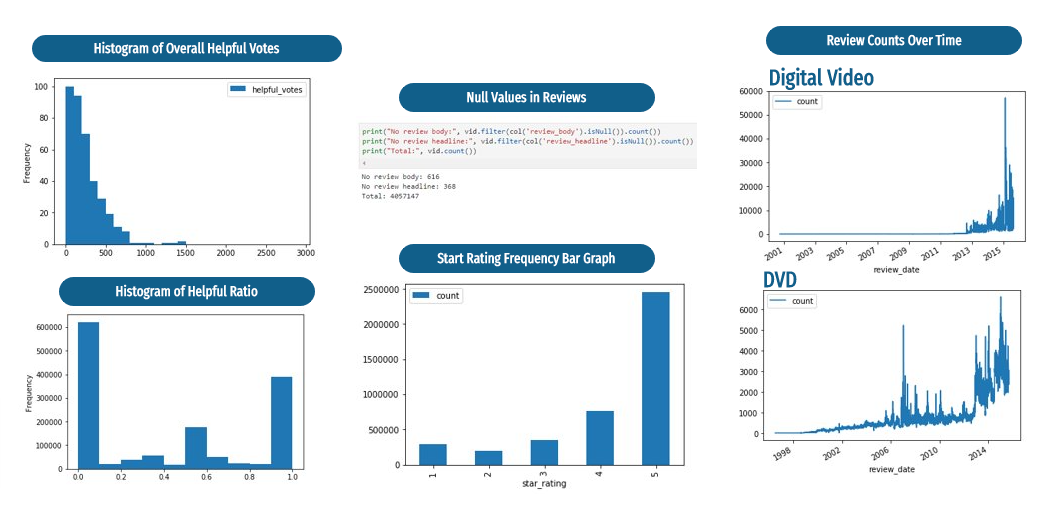 Histogram of Overall Helpful Votes
helpful_votes
100
80
60
40
20
0
Frequency
0 500 1000 1500 2000 2500 3000
Histogram of Helpful Ratio
600000
500000
400000
300000
200000
100000
0
Frequency
0.0 0.2 0.4 0.6 0.8 1.0
Null Values in Reviews
print("No review body:", vid.filter(col('review_body').isNull()).count())
print("No review headline:", vid.filter(col('review_headline').isNull()).count())
print("Total:", vid.count())
No review body: 616
No review headline: 368
Total: 4057147
Start Rating Frequency Bar Graph
count
2500000
2000000
1500000
1000000
500000
0
1 2 3 4 5
star_rating
Review Counts Over Time
Digital Video
60000
count
50000
40000
30000
20000
10000
0
2001 2003 2005 2007 2009 2011 2013 2015
review_date
DVD
count
6000
5000
4000
3000
2000
1000
0
1998 2002 2006 2010 2014
review_date